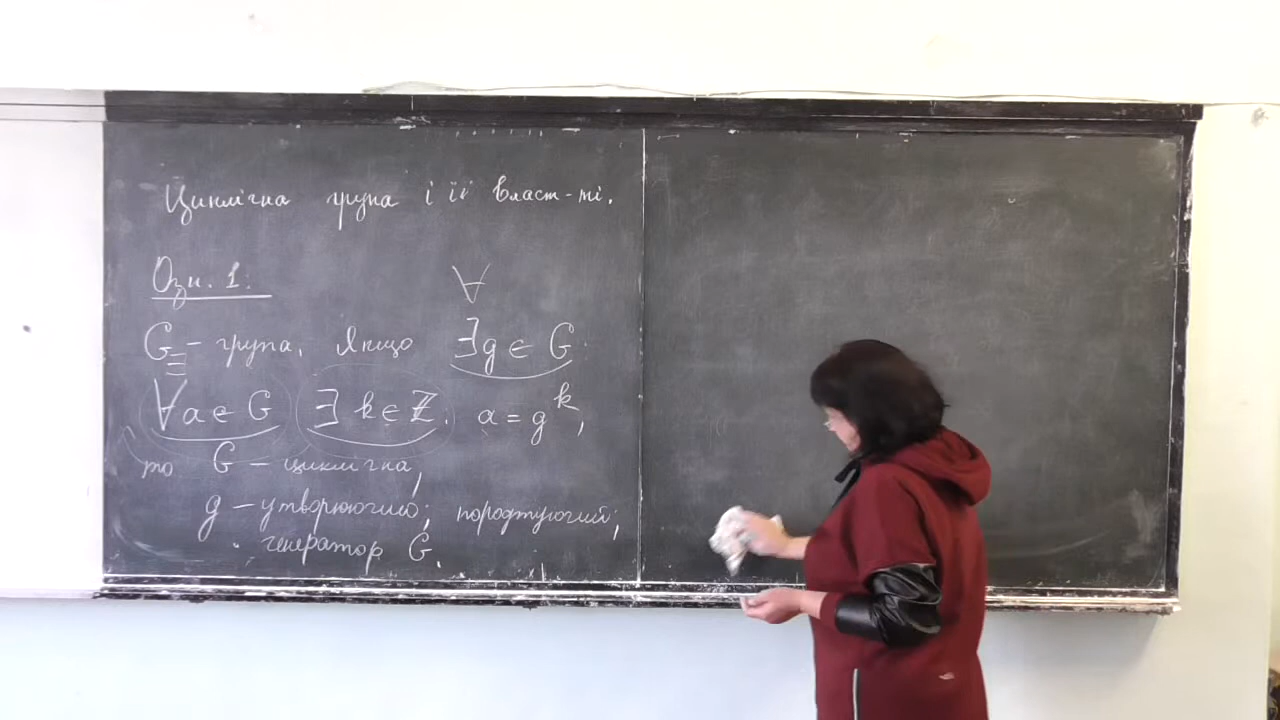 Циклічна група і її власт-ті.
Озн. 1:
∀
G – група. Якщо ∃g ∈ G
∀a ∈ G ∃ k ∈ ℤ: a = g^k,
то G – циклічна,
g – утворюючий; породжуючий;
генератор G.